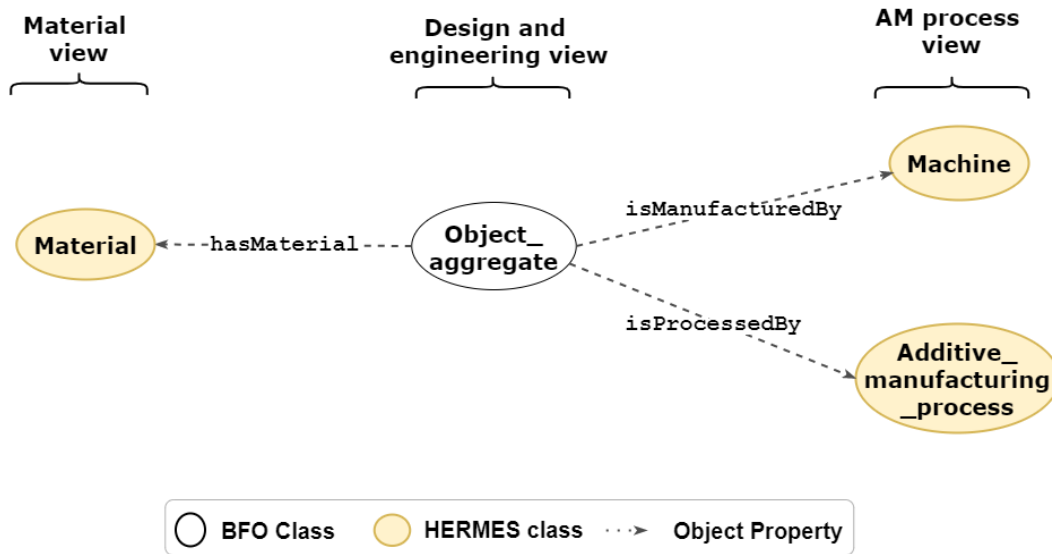 Material
view
Design and
engineering view
AM process
view
Machine
isManufacturedBy
Material
hasMaterial
Object_
aggregate
isProcessedBy
Additive_
manufacturing
_process
BFO Class
HERMES class
Object Property